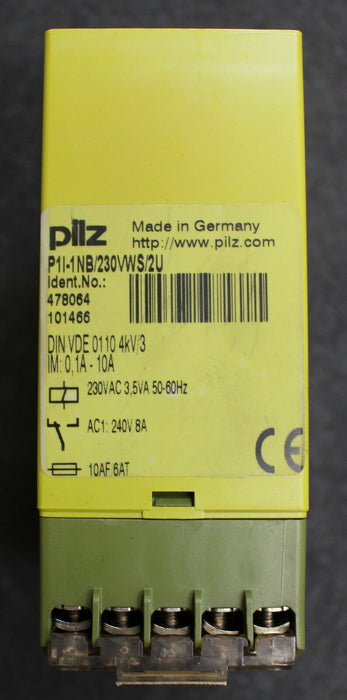 pilz
Made in Germany
http://www.pilz.com
P1I-1NB/230VWS/2U
Ident.No.:
478064
101466
DIN VDE 0110 4kV/3
IM: 0,1A - 10A
230VAC 3,5VA 50-60Hz
AC1: 240V 8A
CE
10AF 6AT